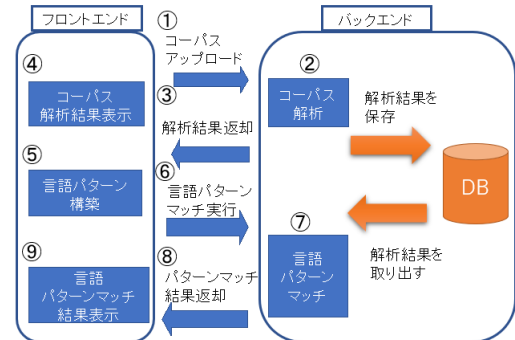 フロントエンド
バックエンド
①
コーパス
アップロード
②
コーパス
解析
解析結果を
保存
③
解析結果返却
④
コーパス
解析結果表示
⑤
言語パターン
構築
⑥
言語パターン
マッチ実行
DB
⑦
言語
パターン
マッチ
解析結果を
取り出す
⑧
パターンマッチ
結果返却
⑨
言語
パターンマッチ
結果表示